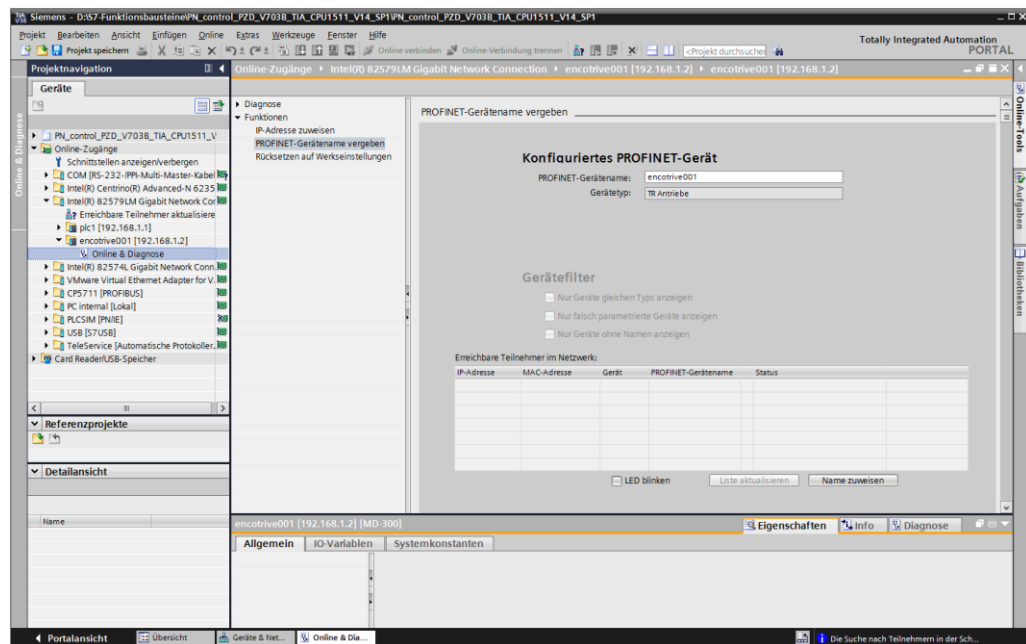 Siemens - D:\S7-Funktionsbausteine\PN_control_PZD_V703B_TIA_CPU1511_V14_SP1\PN_control_PZD_V703B_TIA_CPU1511_V14_SP1
Projekt Bearbeiten Ansicht Einfügen Online Extras Werkzeuge Fenster Hilfe
Totally Integrated Automation
PORTAL
Projekt speichern Online verbinden Online-Verbindung trennen <Projekt durchsuchen>
Projektnavigation
Online-Zugänge Intel(R) 82579LM Gigabit Network Connection encotrive001 [192.168.1.2] encotrive001 [192.168.1.2]
Geräte
PN_control_PZD_V703B_TIA_CPU1511_V
Online-Zugänge
Schnittstellen anzeigen/verbergen
COM [RS-232-/PPI-Multi-Master-Kabel]
Intel(R) Centrino(R) Advanced-N 6235
Intel(R) 82579LM Gigabit Network Cor
Erreichbare Teilnehmer aktualisiere
plc1 [192.168.1.1]
encotrive001 [192.168.1.2]
Online & Diagnose
Intel(R) 82574L Gigabit Network Conn.
VMware Virtual Ethernet Adapter for V.
CP5711 [PROFIBUS]
PC internal [Lokal]
PLCSIM [PN/IE]
USB [S7USB]
TeleService [Automatische Protokoller.
Card Reader/USB-Speicher
Referenzprojekte
Detailansicht
Name
Online & Diagnose
Diagnose
Funktionen
IP-Adresse zuweisen
PROFINET-Gerätename vergeben
Rücksetzen auf Werkseinstellungen
PROFINET-Gerätename vergeben
Konfiguriertes PROFINET-Gerät
PROFINET-Gerätename: encotrive001
Gerätetyp: TR Antriebe
Gerätefilter
Nur Geräte gleichen Typs anzeigen
Nur falsch parametrierte Geräte anzeigen
Nur Geräte ohne Namen anzeigen
Erreichbare Teilnehmer im Netzwerk:
IP-Adresse MAC-Adresse Gerät PROFINET-Gerätename Status
LED blinken Liste aktualisieren Name zuweisen
encotrive001 [192.168.1.2] [MD-300]
Eigenschaften Info Diagnose
Allgemein IO-Variablen Systemkonstanten
Online-Tools
Aufgaben
Bibliotheken
Portalansicht Übersicht Geräte & Net... Online & Dia... Die Suche nach Teilnehmern in der Sch...